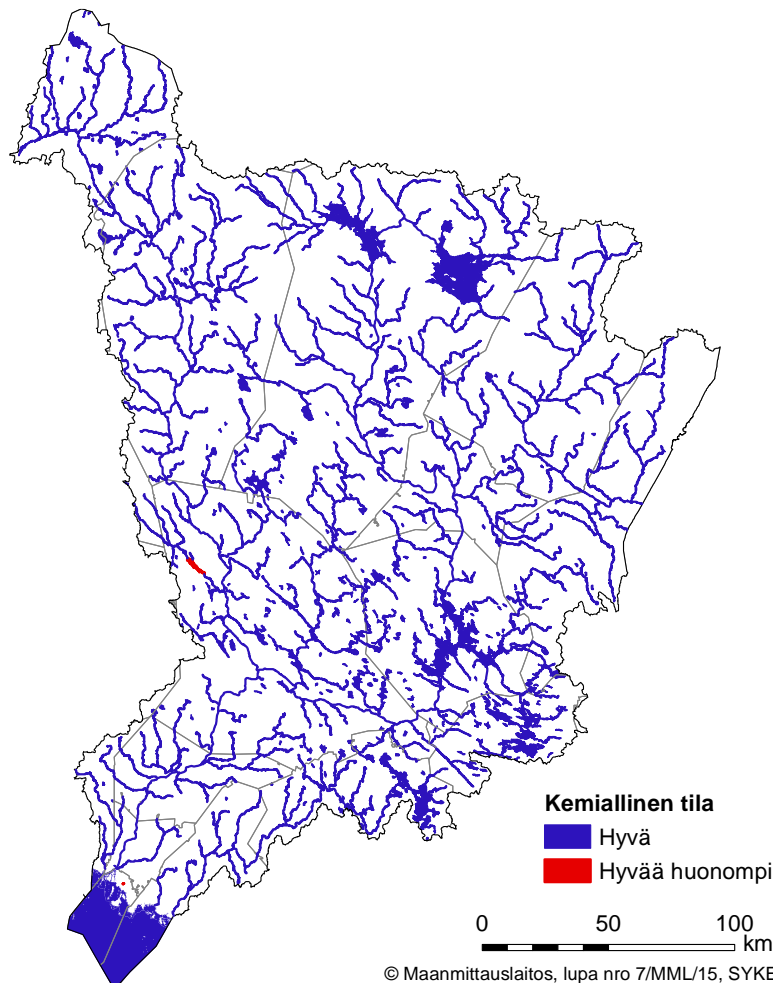 Kemiallinen tila
Hyvä
Hyvää huonompi
0 50 100
km
© Maanmittauslaitos, lupa nro 7/MML/15, SYKE